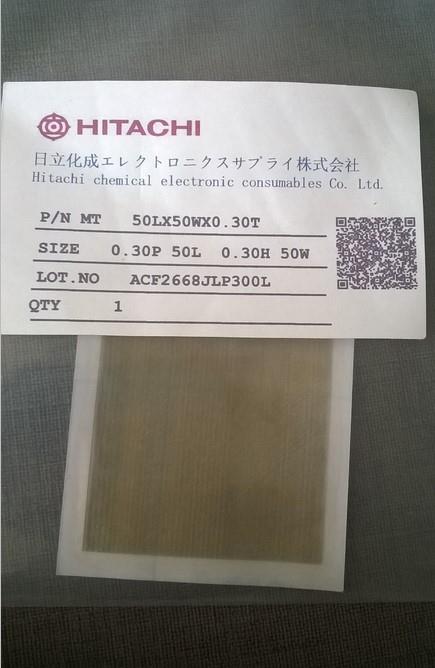 HITACHI
日立化成エレクトロニクスサプライ株式会社
Hitachi chemical electronic consumables Co. Ltd.
P/N MT 50LX50WX0.30T
SIZE 0.30P 50L 0.30H 50W
LOT.NO ACF2668JLP300L
QTY 1